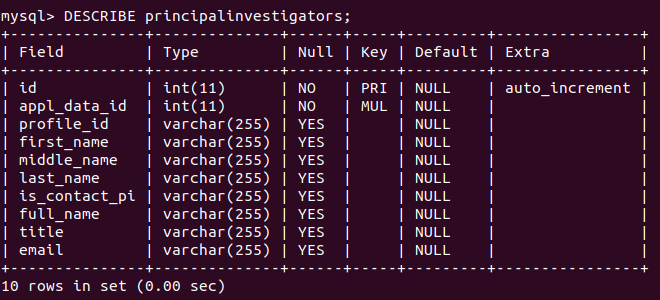 mysql> DESCRIBE principalinvestigators;
+---------------+--------------+------+-----+---------+----------------+
| Field         | Type         | Null | Key | Default | Extra          |
+---------------+--------------+------+-----+---------+----------------+
| id            | int(11)      | NO   | PRI | NULL    | auto_increment |
| appl_data_id  | int(11)      | NO   | MUL | NULL    |                |
| profile_id    | varchar(255) | YES  |     | NULL    |                |
| first_name    | varchar(255) | YES  |     | NULL    |                |
| middle_name   | varchar(255) | YES  |     | NULL    |                |
| last_name     | varchar(255) | YES  |     | NULL    |                |
| is_contact_pi | varchar(255) | YES  |     | NULL    |                |
| full_name     | varchar(255) | YES  |     | NULL    |                |
| title         | varchar(255) | YES  |     | NULL    |                |
| email         | varchar(255) | YES  |     | NULL    |                |
+---------------+--------------+------+-----+---------+----------------+
10 rows in set (0.00 sec)